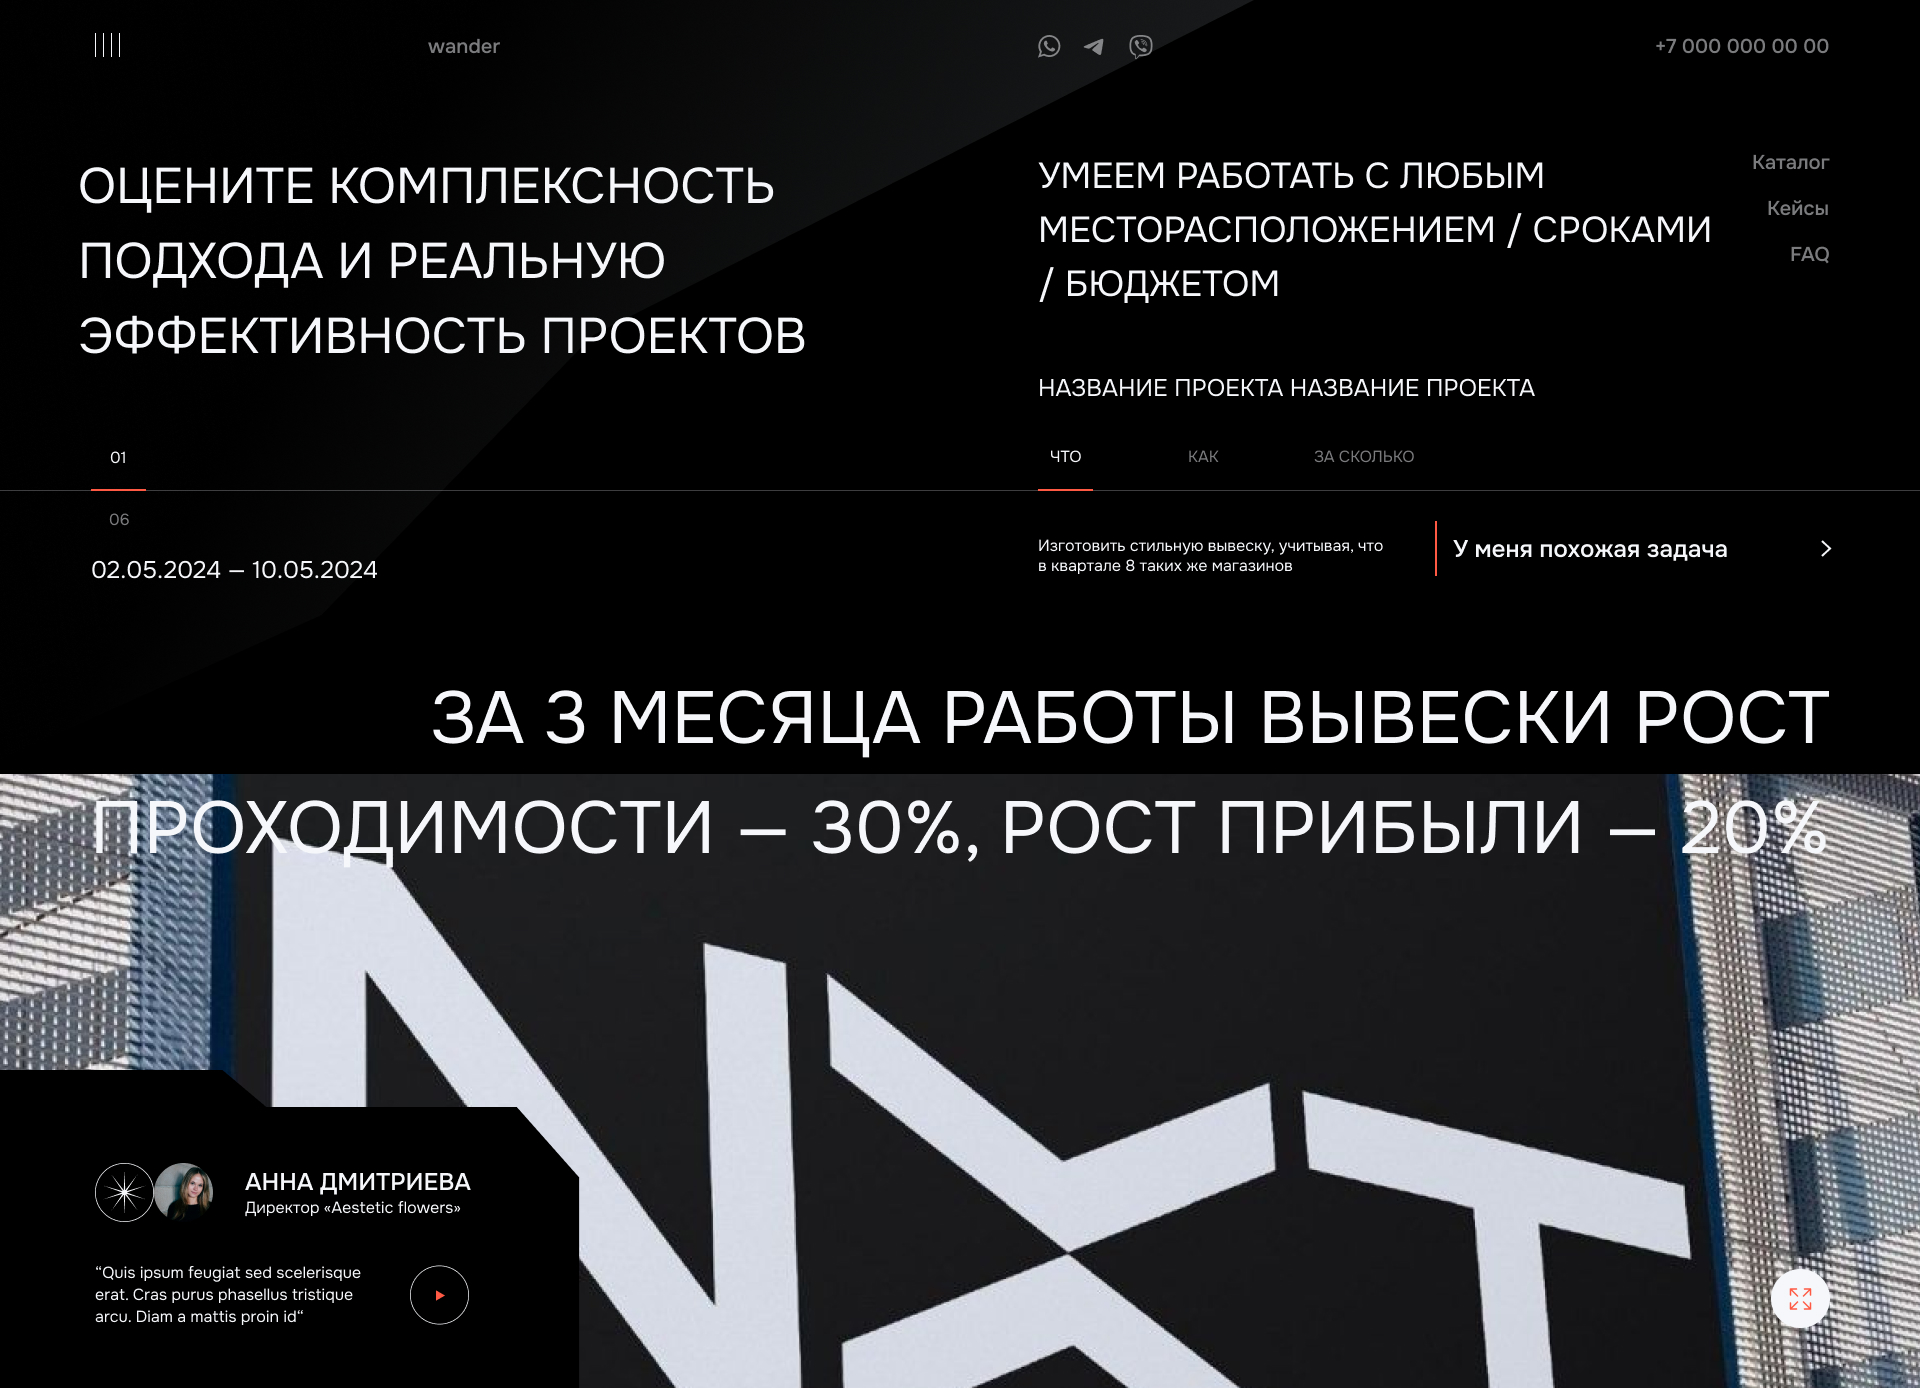 wander
+7 000 000 00 00
ОЦЕНИТЕ КОМПЛЕКСНОСТЬ
ПОДХОДА И РЕАЛЬНУЮ
ЭФФЕКТИВНОСТЬ ПРОЕКТОВ
УМЕЕМ РАБОТАТЬ С ЛЮБЫМ
МЕСТОРАСПОЛОЖЕНИЕМ / СРОКАМИ
/ БЮДЖЕТОМ
Каталог
Кейсы
FAQ
НАЗВАНИЕ ПРОЕКТА НАЗВАНИЕ ПРОЕКТА
01
06
02.05.2024 — 10.05.2024
ЧТО
КАК
ЗА СКОЛЬКО
Изготовить стильную вывеску, учитывая, что
в квартале 8 таких же магазинов
У меня похожая задача
ЗА 3 МЕСЯЦА РАБОТЫ ВЫВЕСКИ РОСТ
ПРОХОДИМОСТИ — 30%, РОСТ ПРИБЫЛИ — 20%
NXT
АННА ДМИТРИЕВА
Директор «Aestetic flowers»
“Quis ipsum feugiat sed scelerisque
erat. Cras purus phasellus tristique
arcu. Diam a mattis proin id“